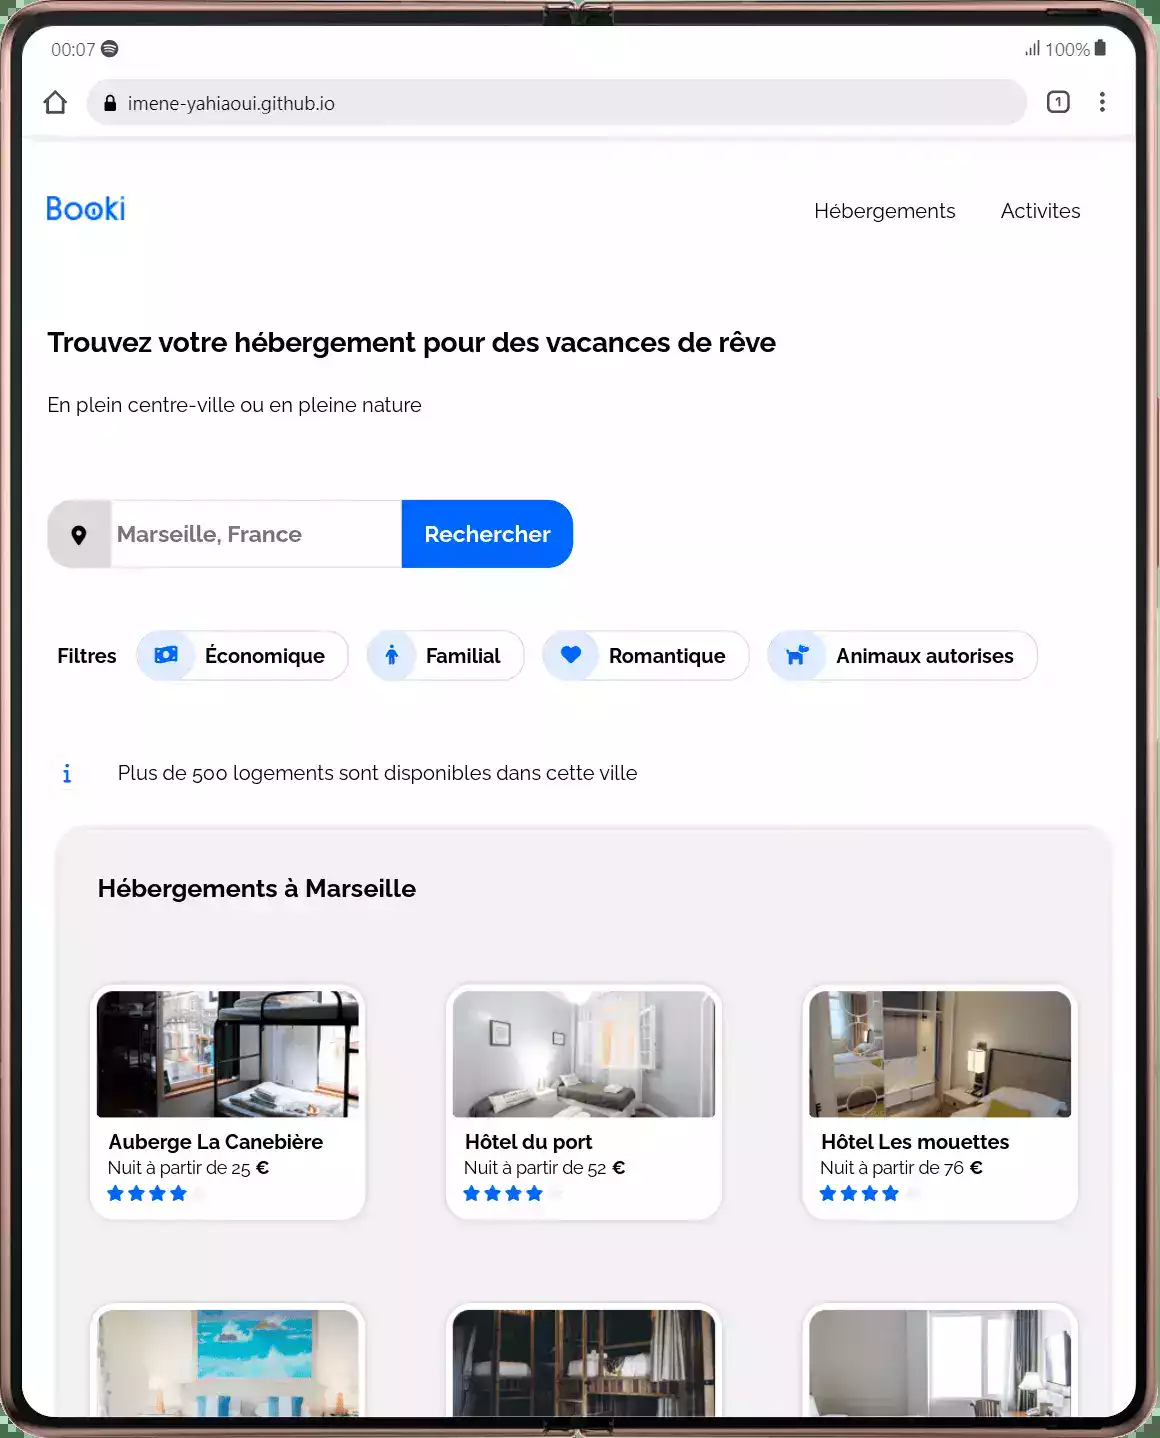 00:07
100%
imene-yahiaoui.github.io
1
Booki
Hébergements
Activites
Trouvez votre hébergement pour des vacances de rêve
En plein centre-ville ou en pleine nature
Marseille, France
Rechercher
Filtres
Économique
Familial
Romantique
Animaux autorises
Plus de 500 logements sont disponibles dans cette ville
Hébergements à Marseille
Auberge La Canebière
Nuit à partir de 25 €
Hôtel du port
Nuit à partir de 52 €
Hôtel Les mouettes
Nuit à partir de 76 €